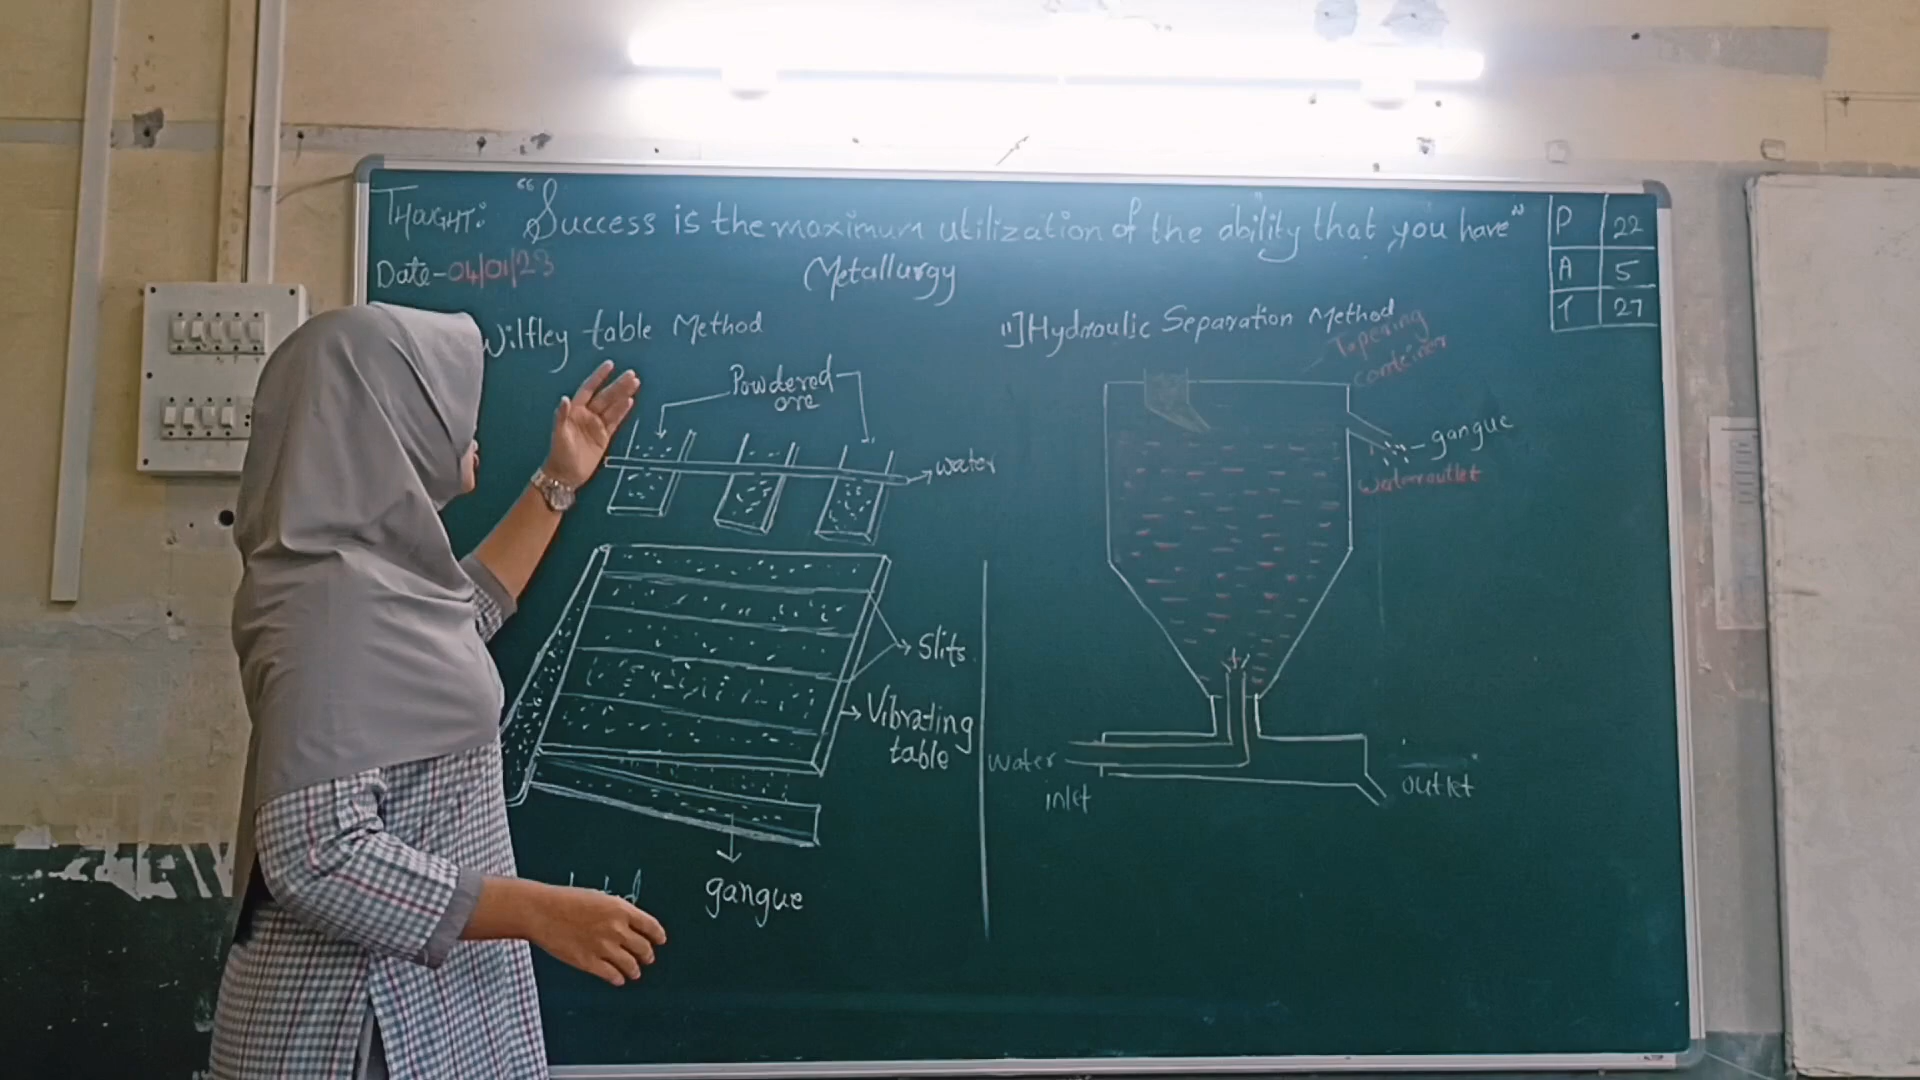 THOUGHT: "Success is the maximum utilization of the ability that you have"
P 22
A 5
T 27
Date-04/01/23
Metallurgy
Wilfley table Method
Powdered
ore
water
Slits
Vibrating
table
gangue
ii]Hydraulic Separation Method
Tapering
container
gangue
water outlet
water
inlet
outlet